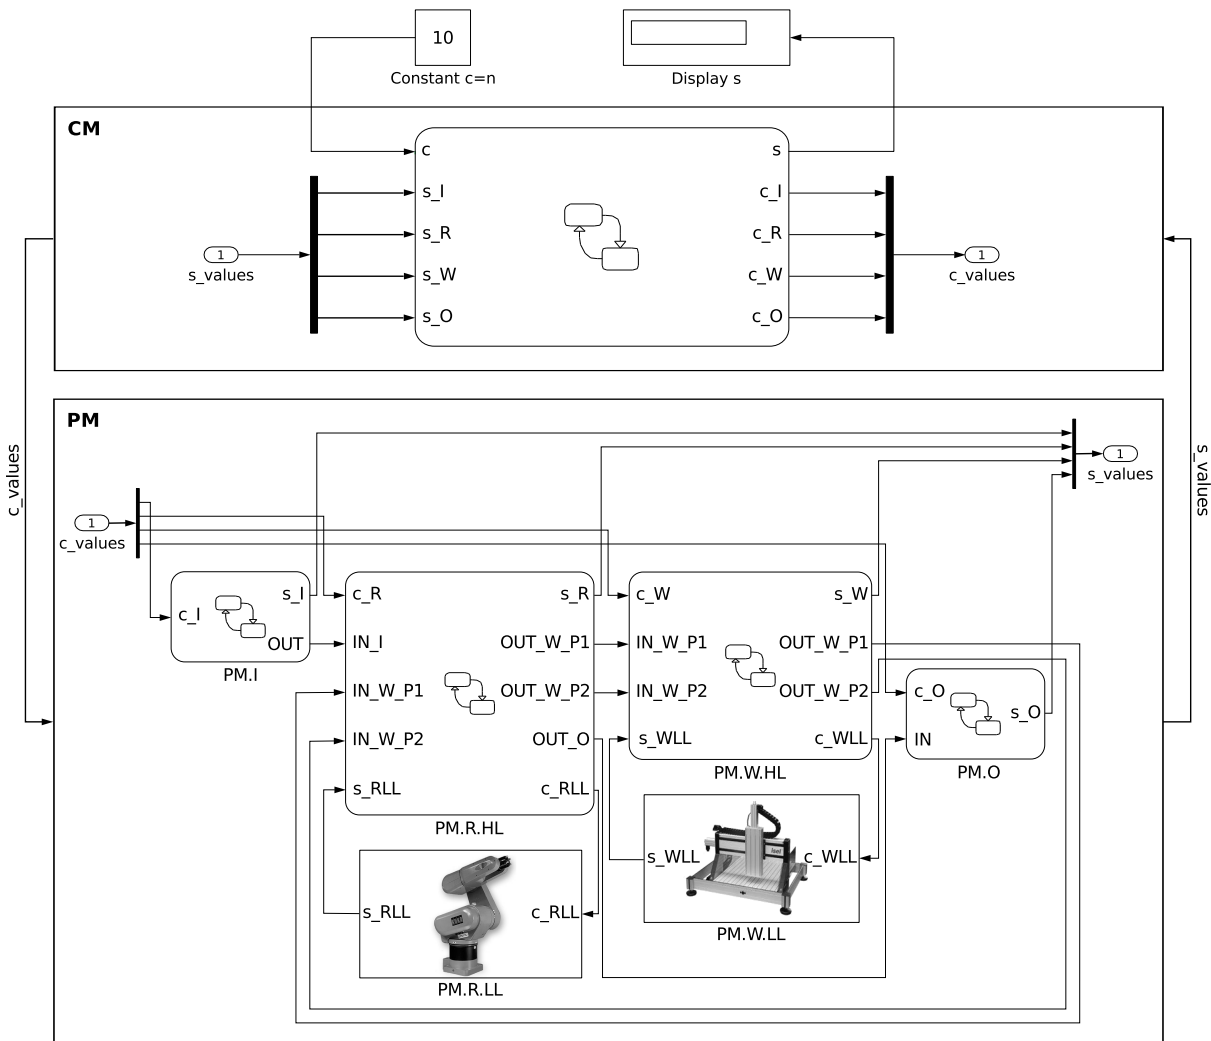 10
Constant c=n
Display s
CM
c
s
s_I
c_I
s_R
c_R
s_W
c_W
s_O
c_O
1
s_values
1
c_values
c_values
s_values
PM
1
s_values
1
c_values
c_I
s_I
OUT
PM.I
c_R
IN_I
IN_W_P1
IN_W_P2
s_RLL
s_R
OUT_W_P1
OUT_W_P2
OUT_O
c_RLL
PM.R.HL
c_W
IN_W_P1
IN_W_P2
s_WLL
s_W
OUT_W_P1
OUT_W_P2
c_WLL
PM.W.HL
c_O
IN
s_O
PM.O
s_WLL
c_WLL
PM.W.LL
s_RLL
c_RLL
PM.R.LL